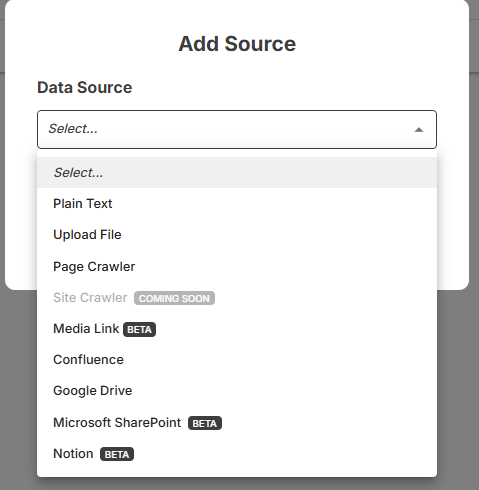 Add Source
Data Source
Select...
Select...
Plain Text
Upload File
Page Crawler
Site Crawler COMING SOON
Media Link BETA
Confluence
Google Drive
Microsoft SharePoint BETA
Notion BETA